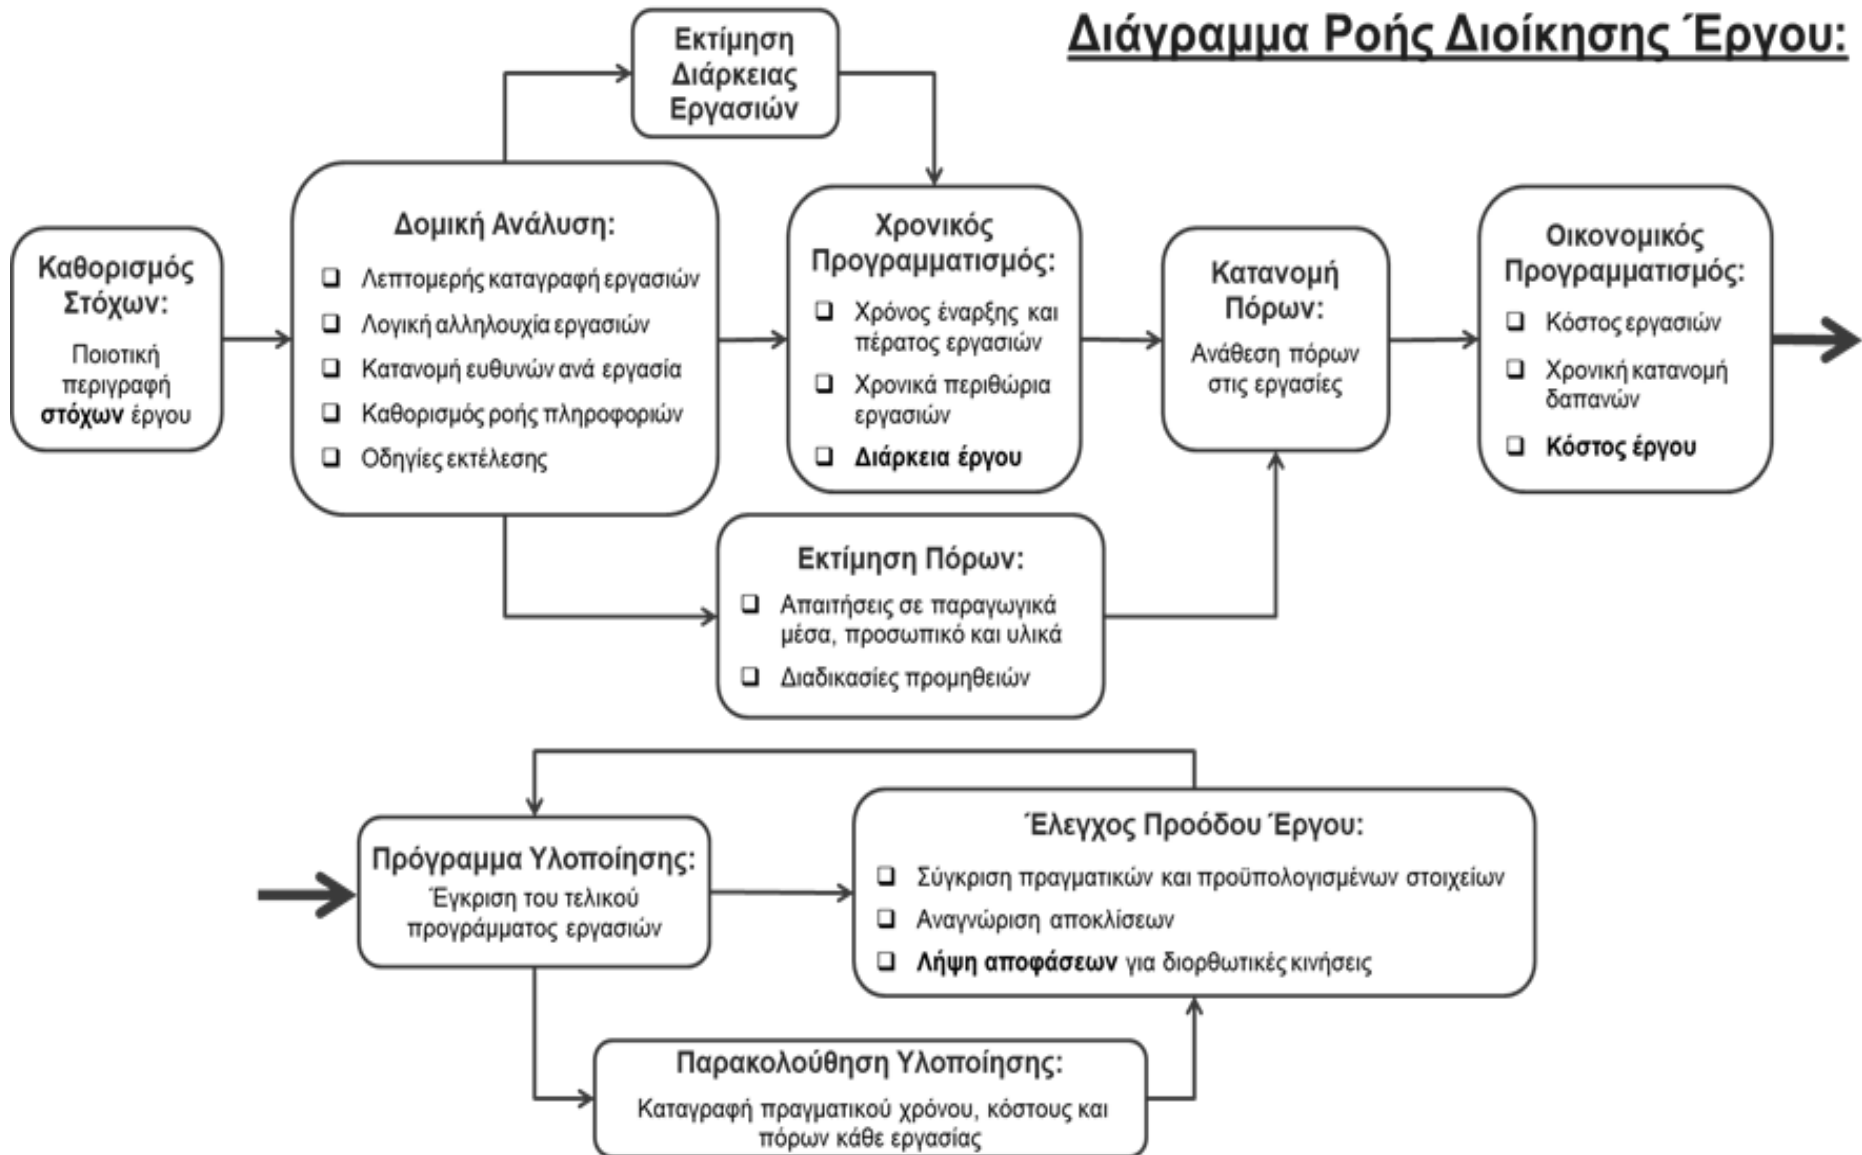 Διάγραμμα Ροής Διοίκησης Έργου:
Εκτίμηση
Διάρκειας
Εργασιών
Καθορισμός
Στόχων:
Ποιοτική
περιγραφή
στόχων έργου
Δομική Ανάλυση:
❑ Λεπτομερής καταγραφή εργασιών
❑ Λογική αλληλουχία εργασιών
❑ Κατανομή ευθυνών ανά εργασία
❑ Καθορισμός ροής πληροφοριών
❑ Οδηγίες εκτέλεσης
Χρονικός
Προγραμματισμός:
❑ Χρόνος έναρξης και
πέρατος εργασιών
❑ Χρονικά περιθώρια
εργασιών
❑ Διάρκεια έργου
Κατανομή
Πόρων:
Ανάθεση πόρων
στις εργασίες
Οικονομικός
Προγραμματισμός:
❑ Κόστος εργασιών
❑ Χρονική κατανομή
δαπανών
❑ Κόστος έργου
Εκτίμηση Πόρων:
❑ Απαιτήσεις σε παραγωγικά
μέσα, προσωπικό και υλικά
❑ Διαδικασίες προμηθειών
Πρόγραμμα Υλοποίησης:
Έγκριση του τελικού
προγράμματος εργασιών
Έλεγχος Προόδου Έργου:
❑ Σύγκριση πραγματικών και προϋπολογισμένων στοιχείων
❑ Αναγνώριση αποκλίσεων
❑ Λήψη αποφάσεων για διορθωτικές κινήσεις
Παρακολούθηση Υλοποίησης:
Καταγραφή πραγματικού χρόνου, κόστους και
πόρων κάθε εργασίας